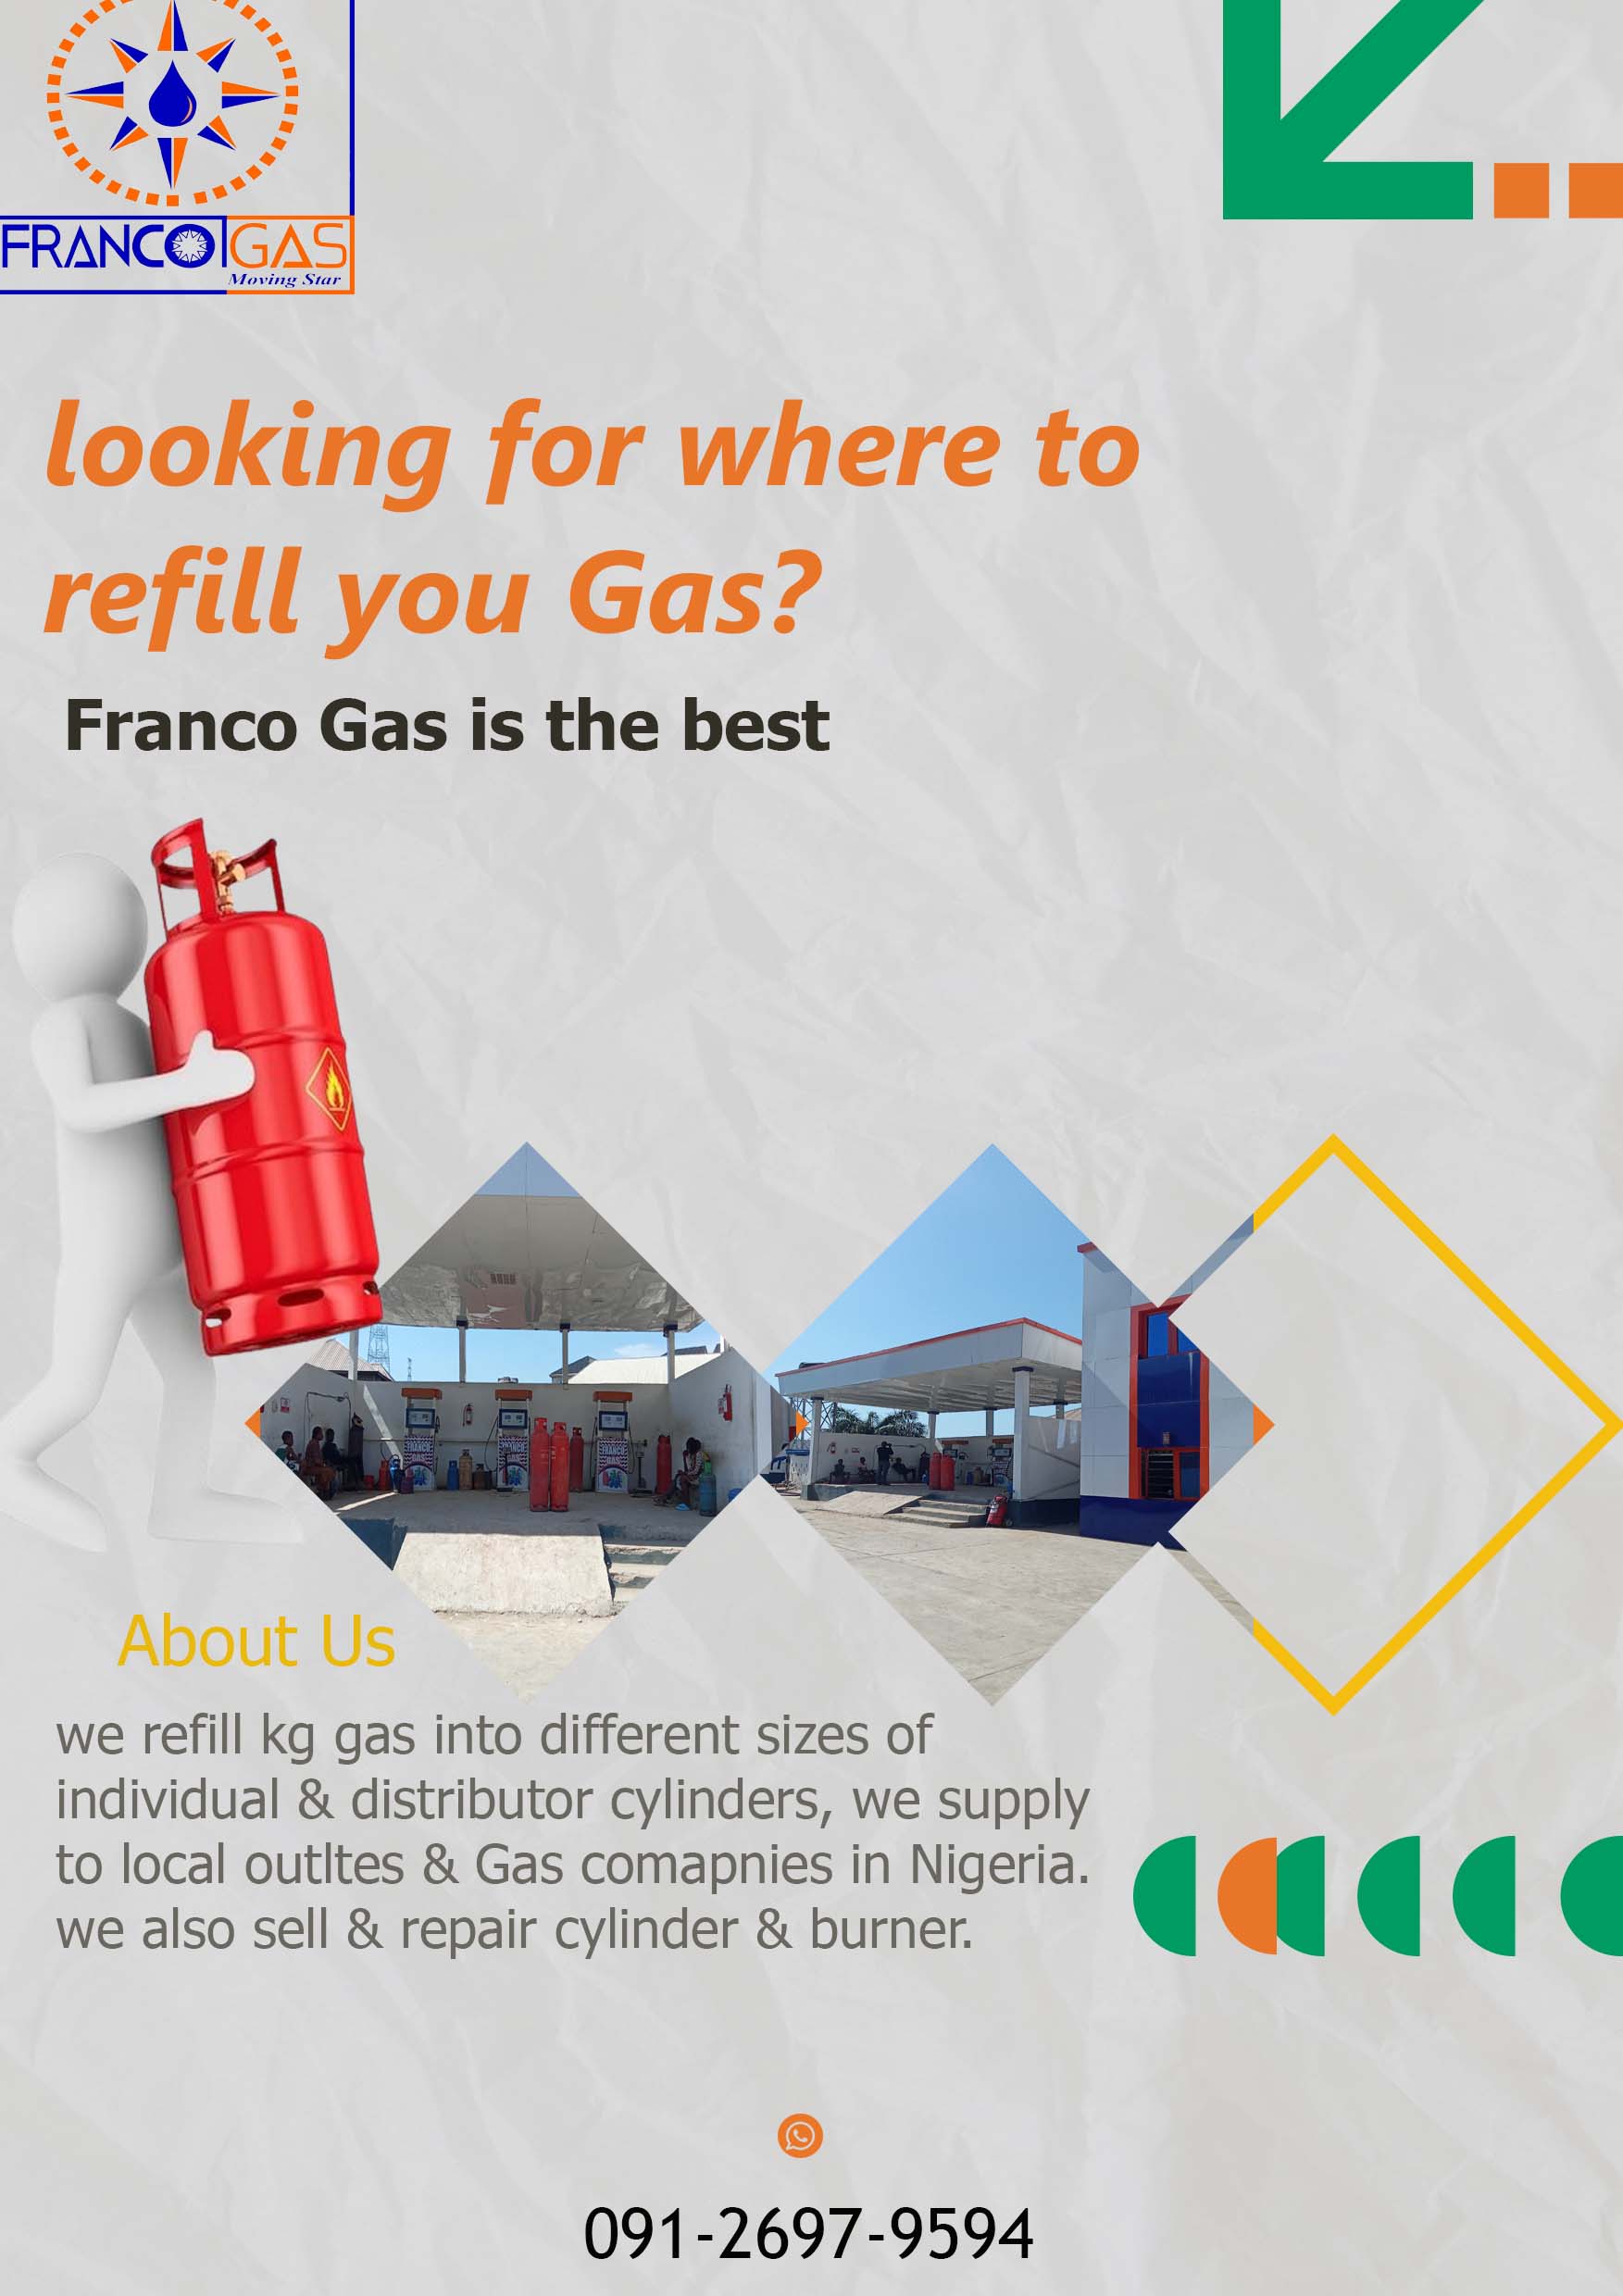 FRANCO GAS
Moving Star
looking for where to
refill you Gas?
Franco Gas is the best
About Us
we refill kg gas into different sizes of
individual & distributor cylinders, we supply
to local outltes & Gas comapnies in Nigeria.
we also sell & repair cylinder & burner.
091-2697-9594